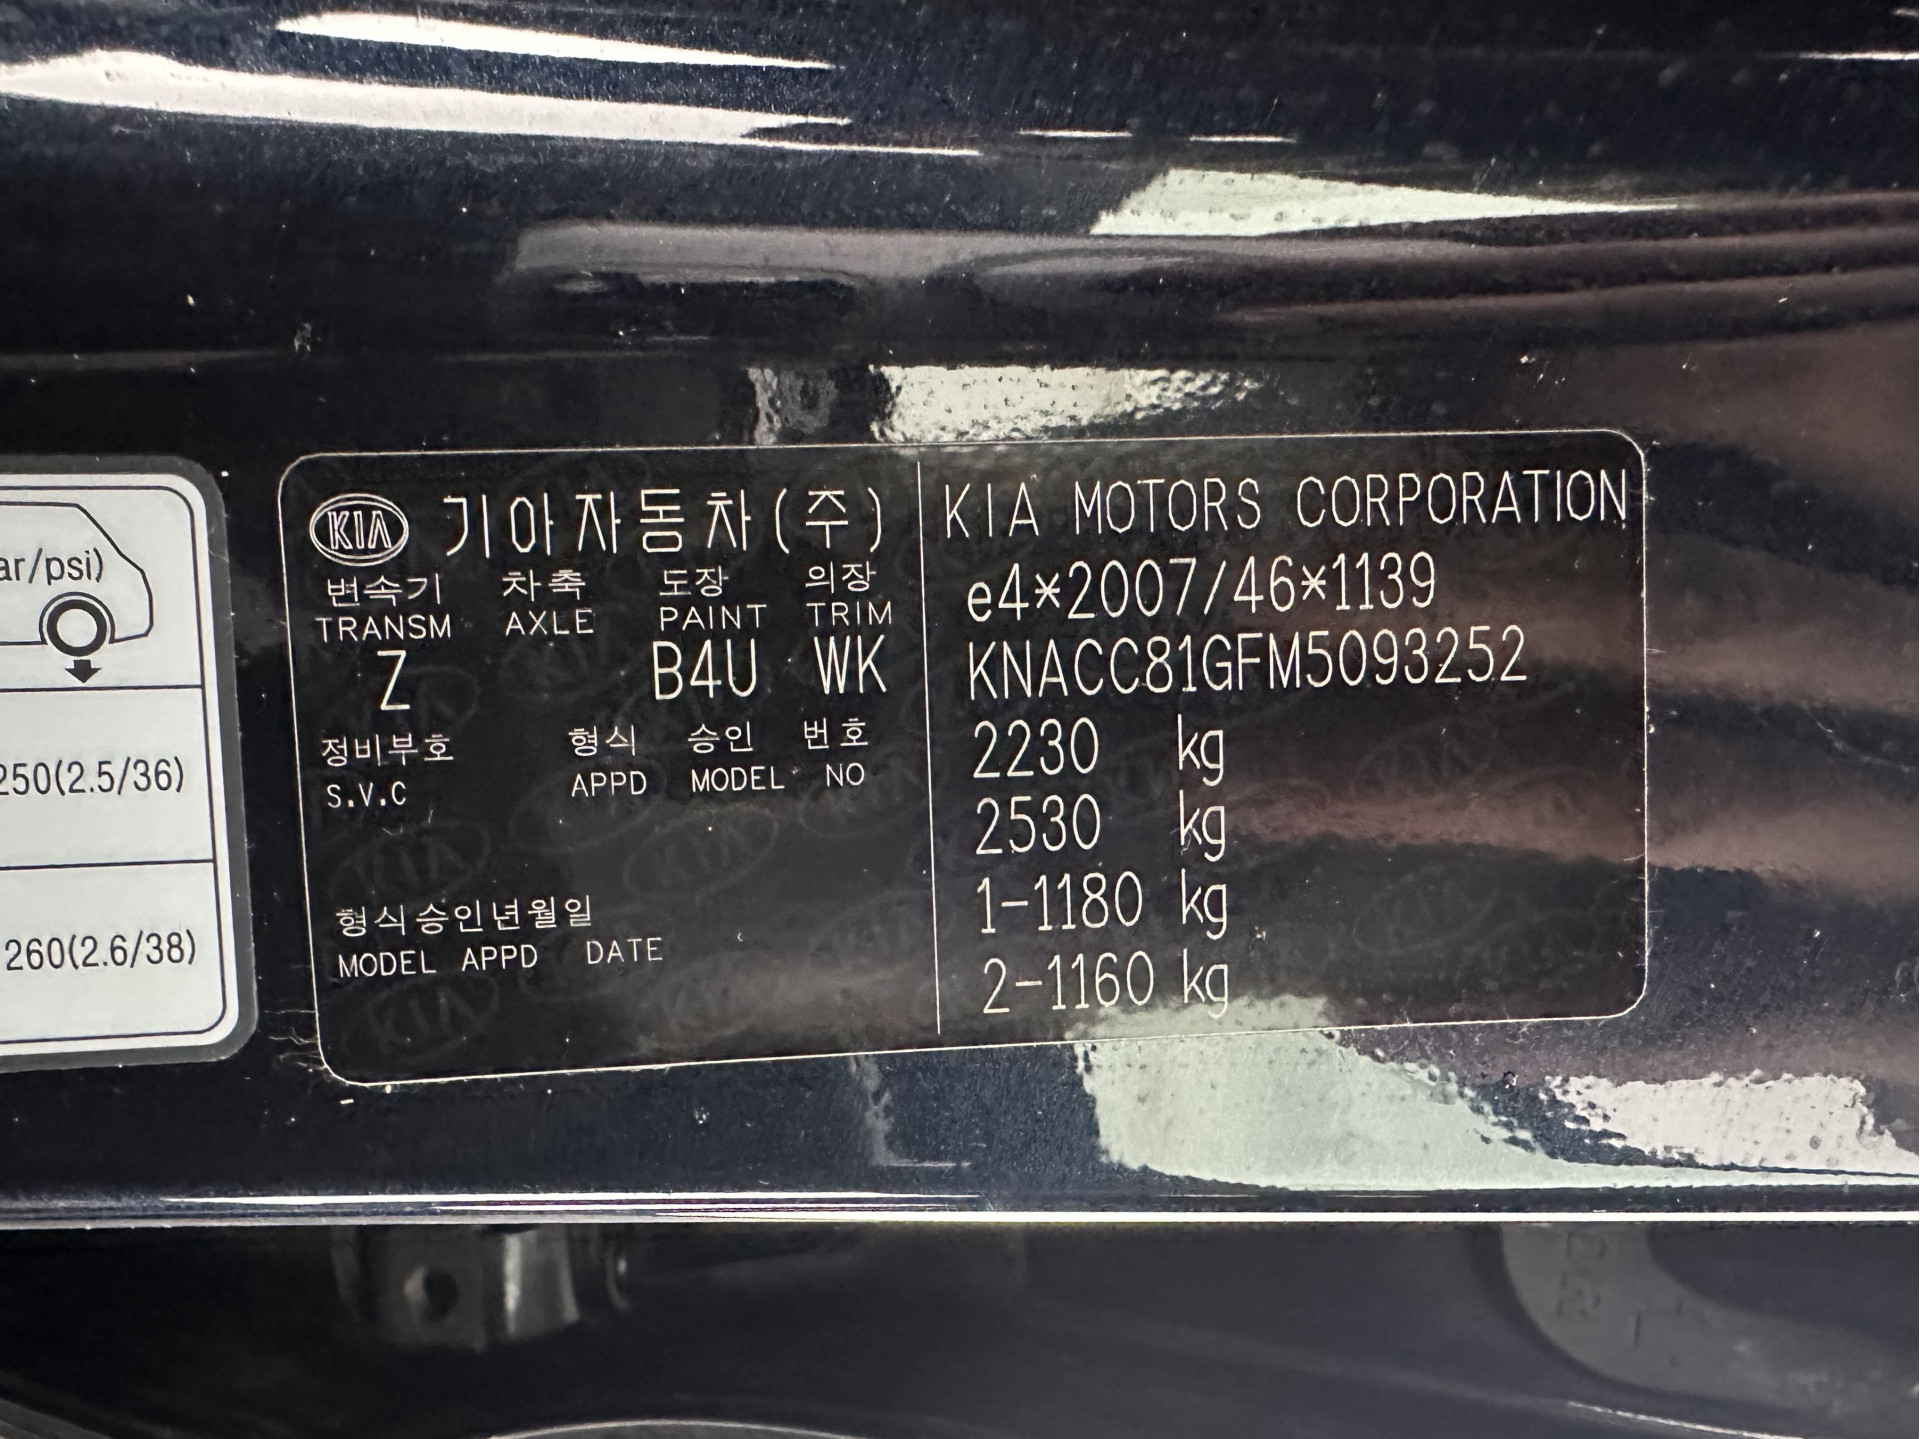 ar/psi)
250(2.5/36)
260(2.6/38)
KIA 기아자동차(주)
변속기 차축 도장 의장
TRANSM AXLE PAINT TRIM
Z B4U WK
정비부호 형식 승인 번호
S.V.C APPD MODEL NO
형식승인년월일
MODEL APPD DATE
KIA MOTORS CORPORATION
e4*2007/46*1139
KNACC81GFM5093252
2230 kg
2530 kg
1-1180 kg
2-1160 kg